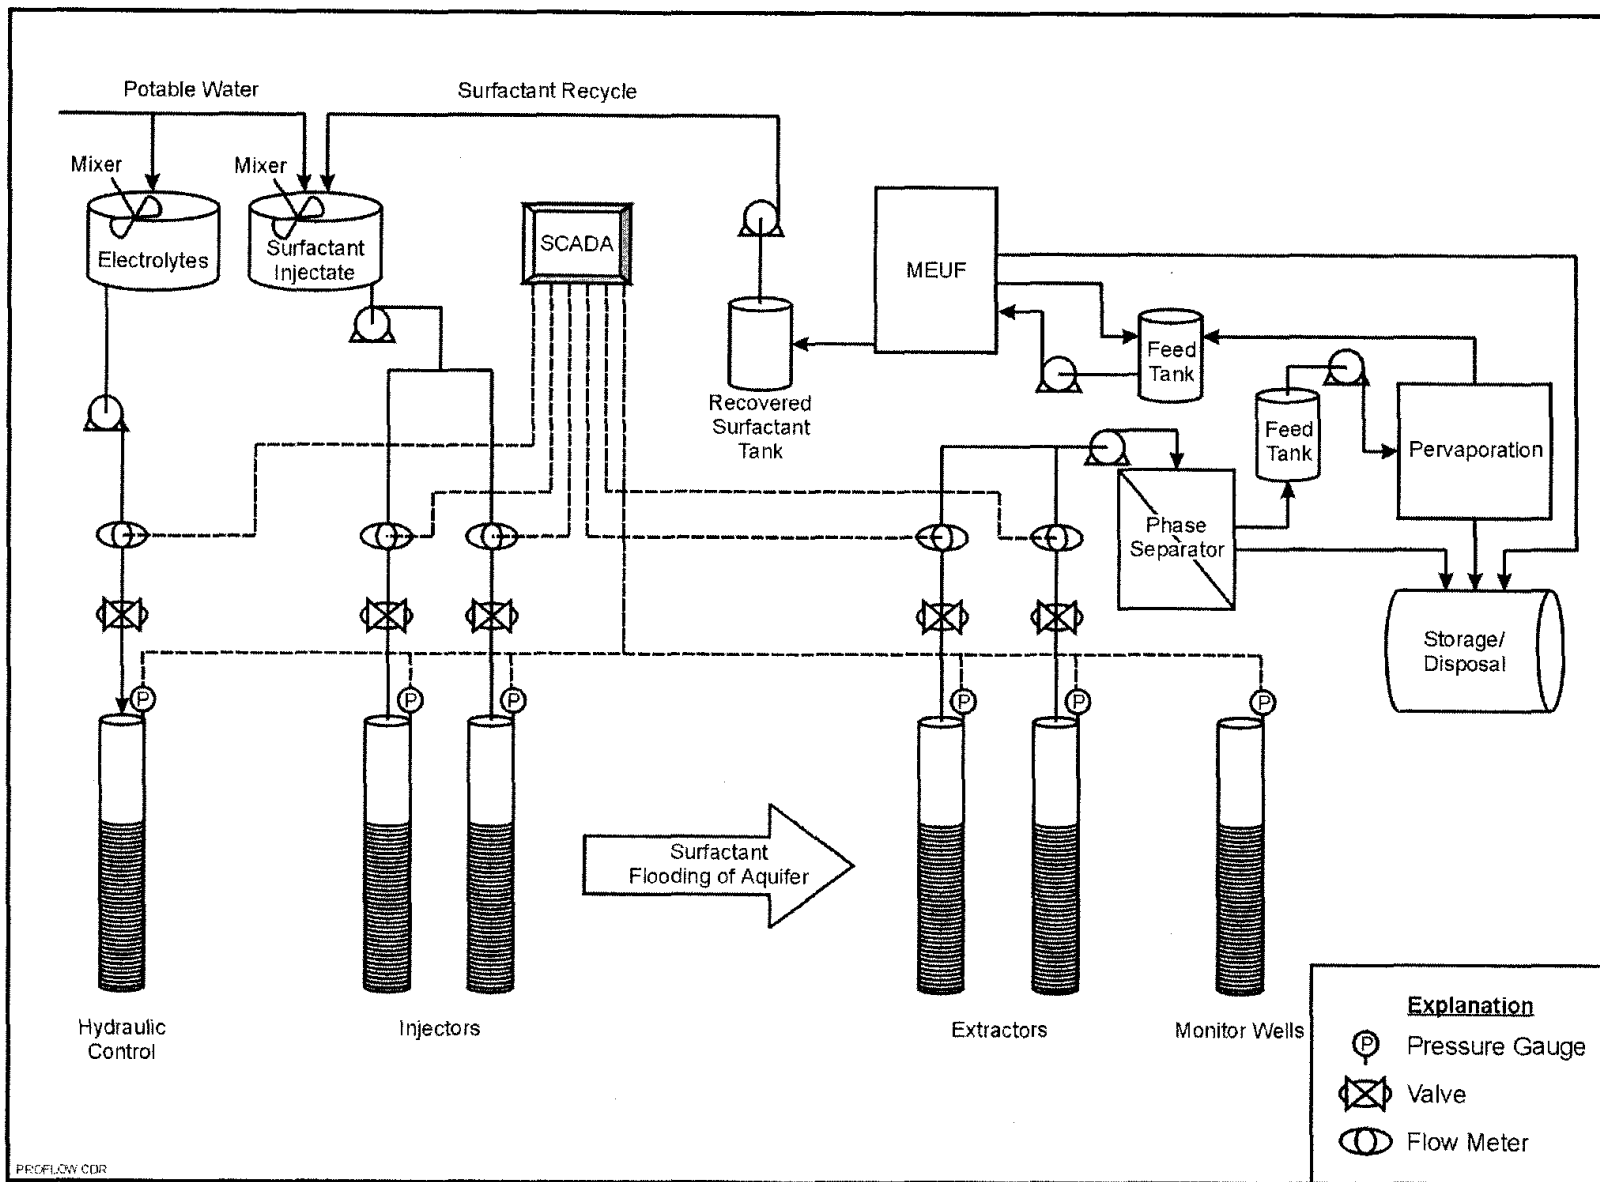 Potable Water
Surfactant Recycle
Mixer
Mixer
Electrolytes
Surfactant
Injectate
SCADA
MEUF
Recovered
Surfactant
Tank
Feed
Tank
Feed
Tank
Pervaporation
Phase
Separator
Storage/
Disposal
P
P
P
P
P
P
Surfactant
Flooding of Aquifer
Hydraulic
Control
Injectors
Extractors
Monitor Wells
Explanation
P Pressure Gauge
Valve
Flow Meter
PROFLOW.CDR